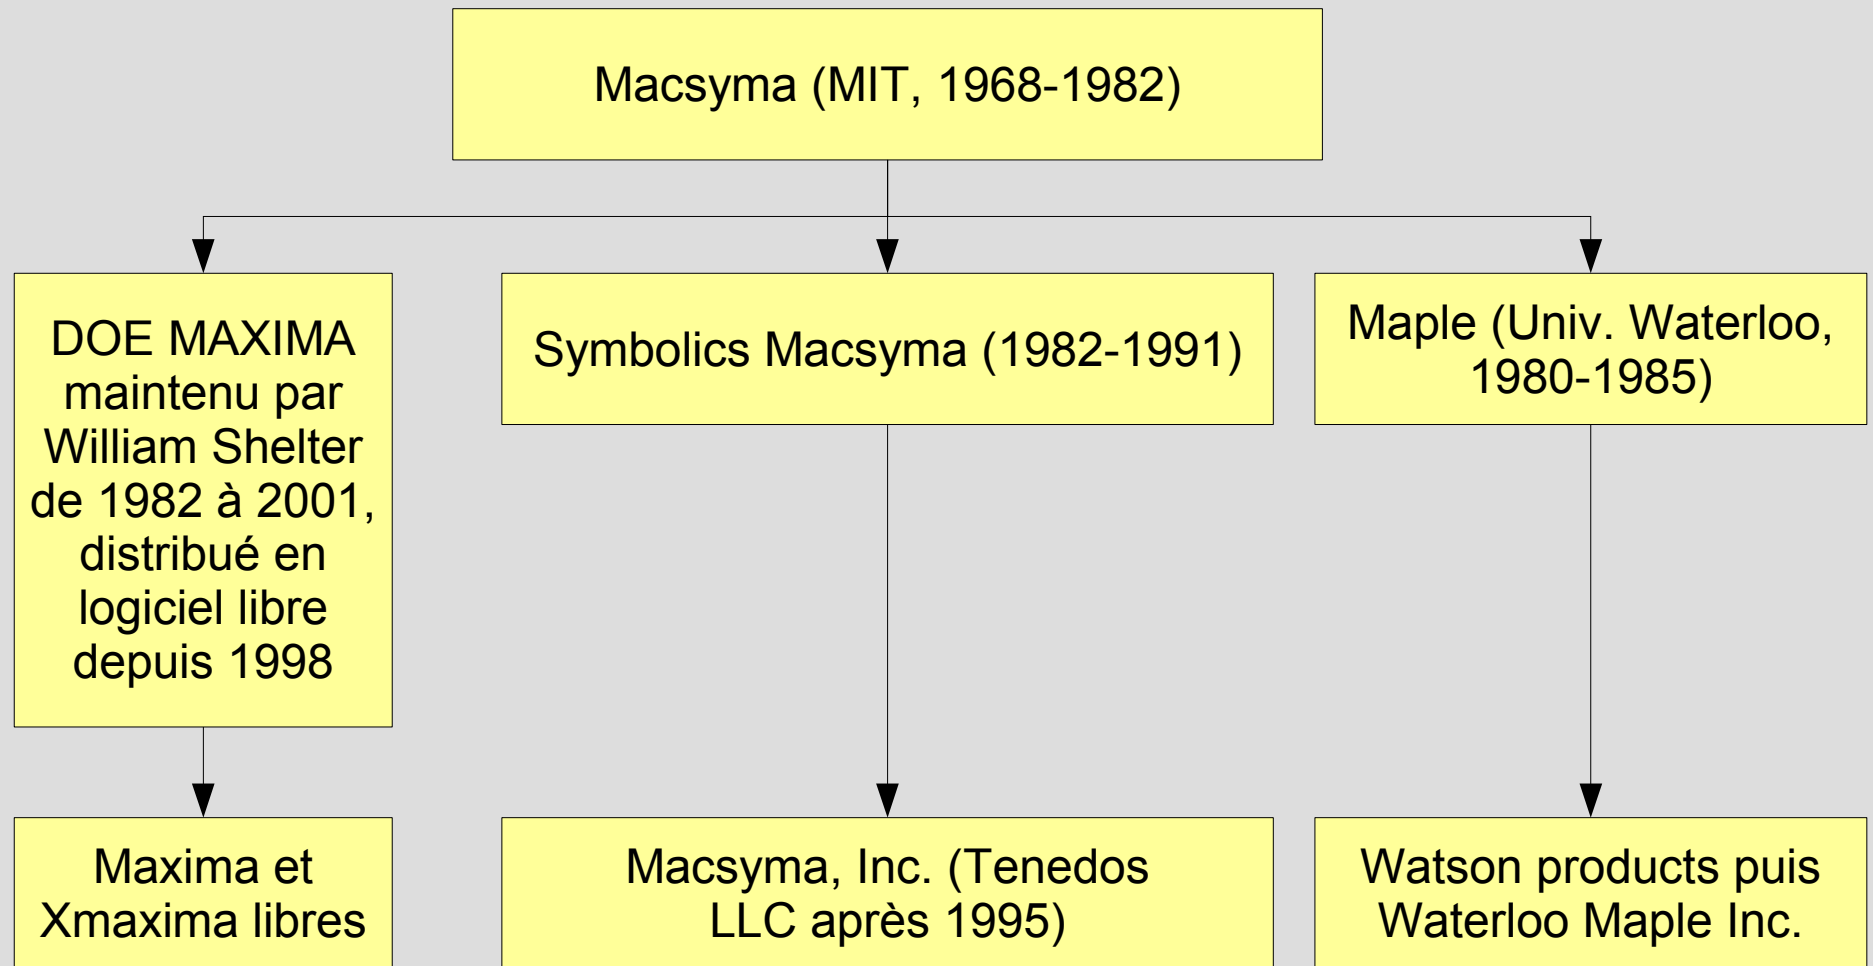 Macsyma (MIT, 1968-1982)
DOE MAXIMA
maintenu par
William Shelter
de 1982 à 2001,
distribué en
logiciel libre
depuis 1998
Symbolics Macsyma (1982-1991)
Maple (Univ. Waterloo,
1980-1985)
Maxima et
Xmaxima libres
Macsyma, Inc. (Tenedos
LLC après 1995)
Watson products puis
Waterloo Maple Inc.